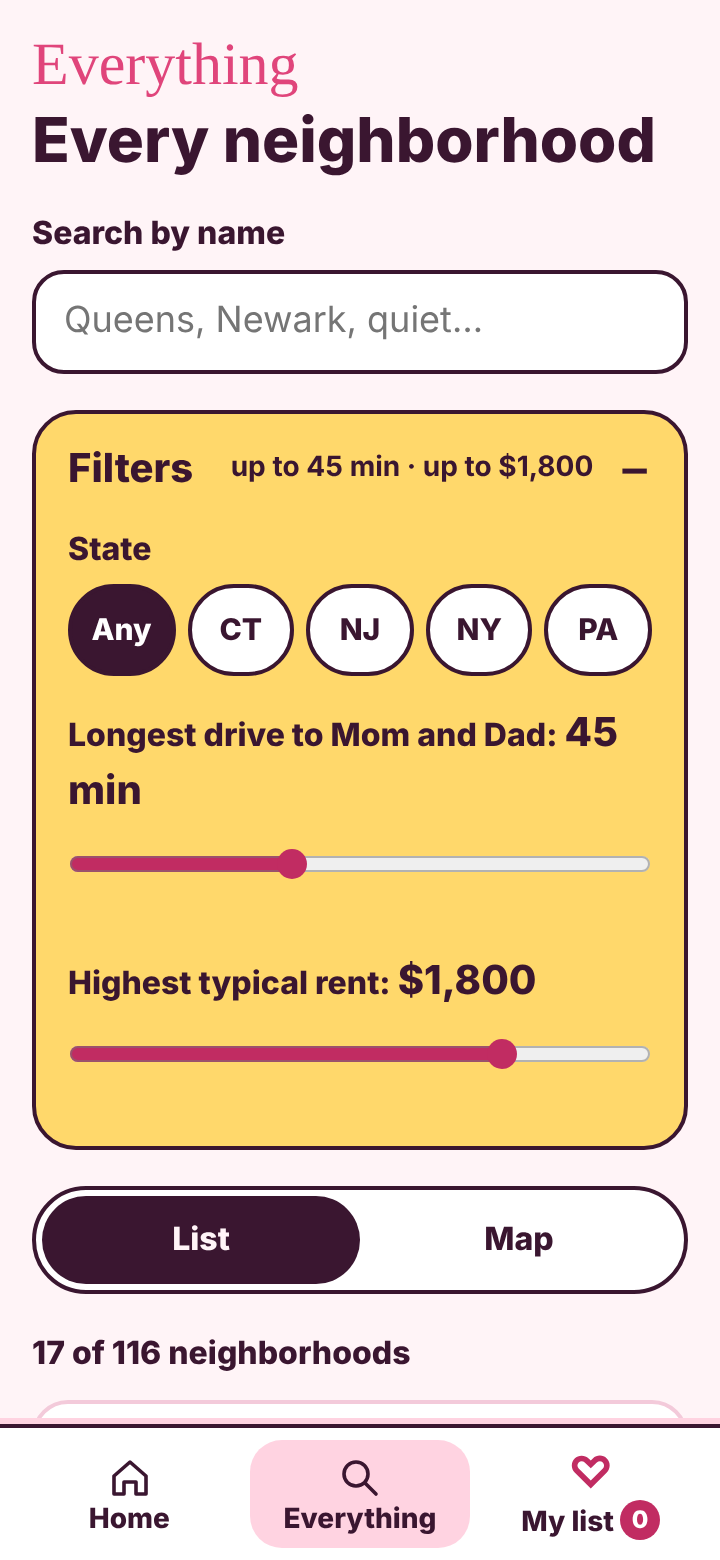 Everything
Every neighborhood
Search by name
Queens, Newark, quiet...
Filters up to 45 min · up to $1,800 –
State
Any CT NJ NY PA
Longest drive to Mom and Dad: 45
min
Highest typical rent: $1,800
List Map
17 of 116 neighborhoods
Home Everything My list 0